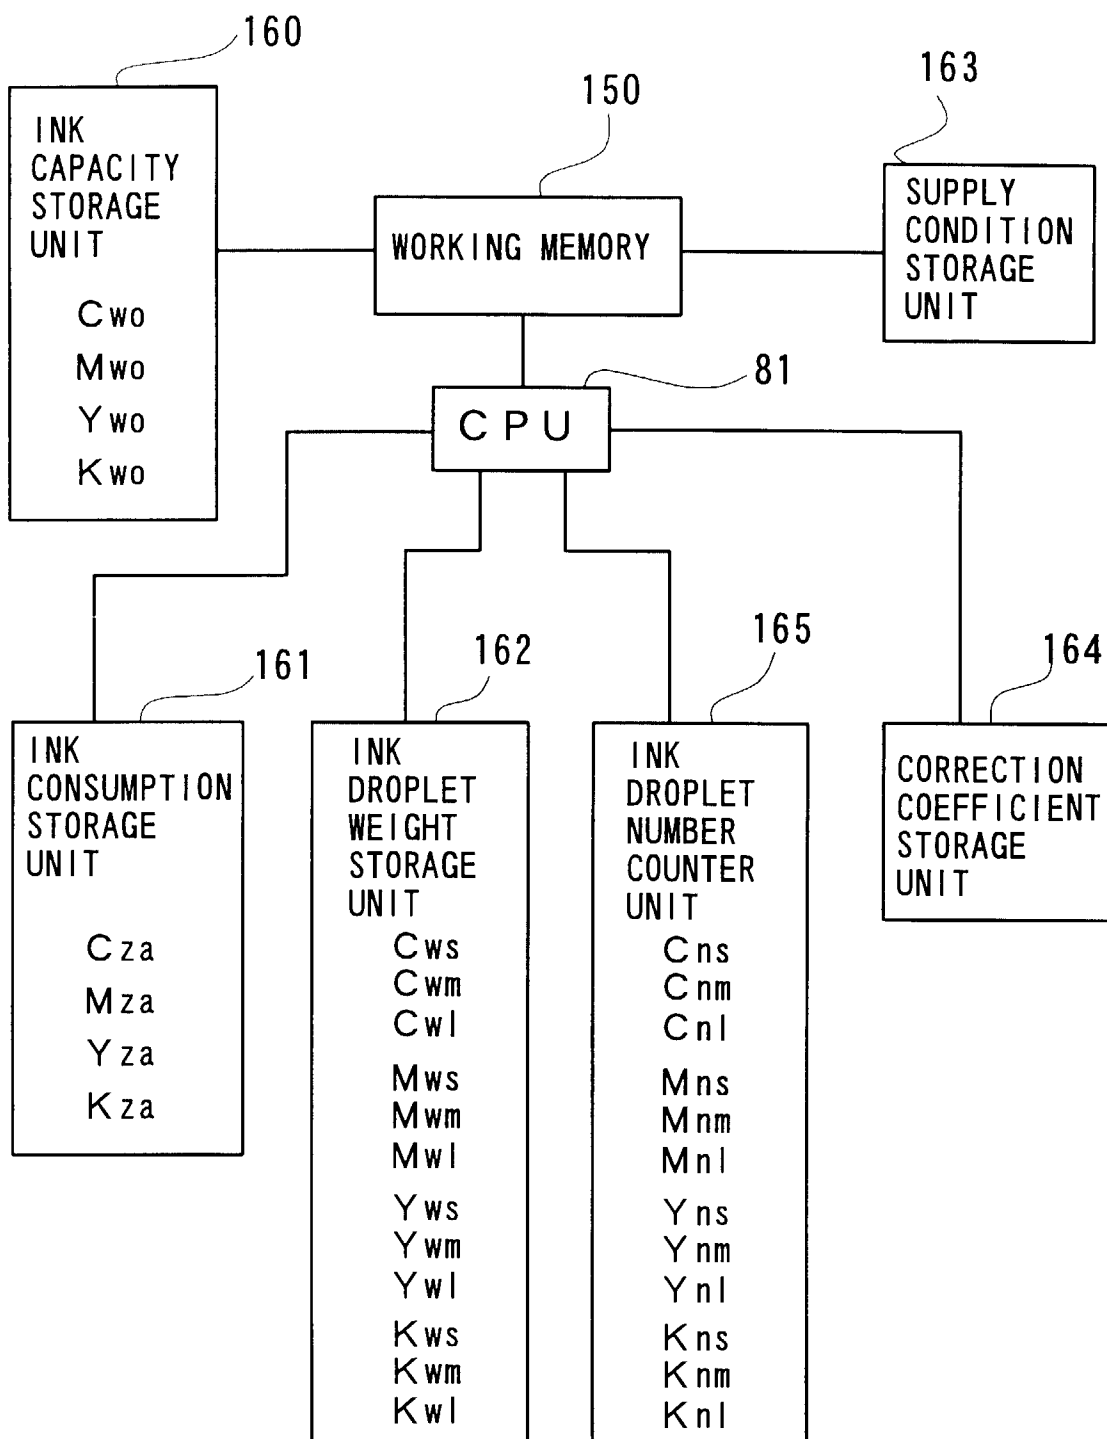 160
INK
CAPACITY
STORAGE
UNIT
Cwo
Mwo
Ywo
Kwo
150
WORKING MEMORY
163
SUPPLY
CONDITION
STORAGE
UNIT
81
CPU
161
INK
CONSUMPTION
STORAGE
UNIT
Cza
Mza
Yza
Kza
162
INK
DROPLET
WEIGHT
STORAGE
UNIT
Cws
Cwm
Cwl
Mws
Mwm
Mwl
Yws
Ywm
Ywl
Kws
Kwm
Kwl
165
INK
DROPLET
NUMBER
COUNTER
UNIT
Cns
Cnm
Cnl
Mns
Mnm
Mnl
Yns
Ynm
Ynl
Kns
Knm
Knl
164
CORRECTION
COEFFICIENT
STORAGE
UNIT